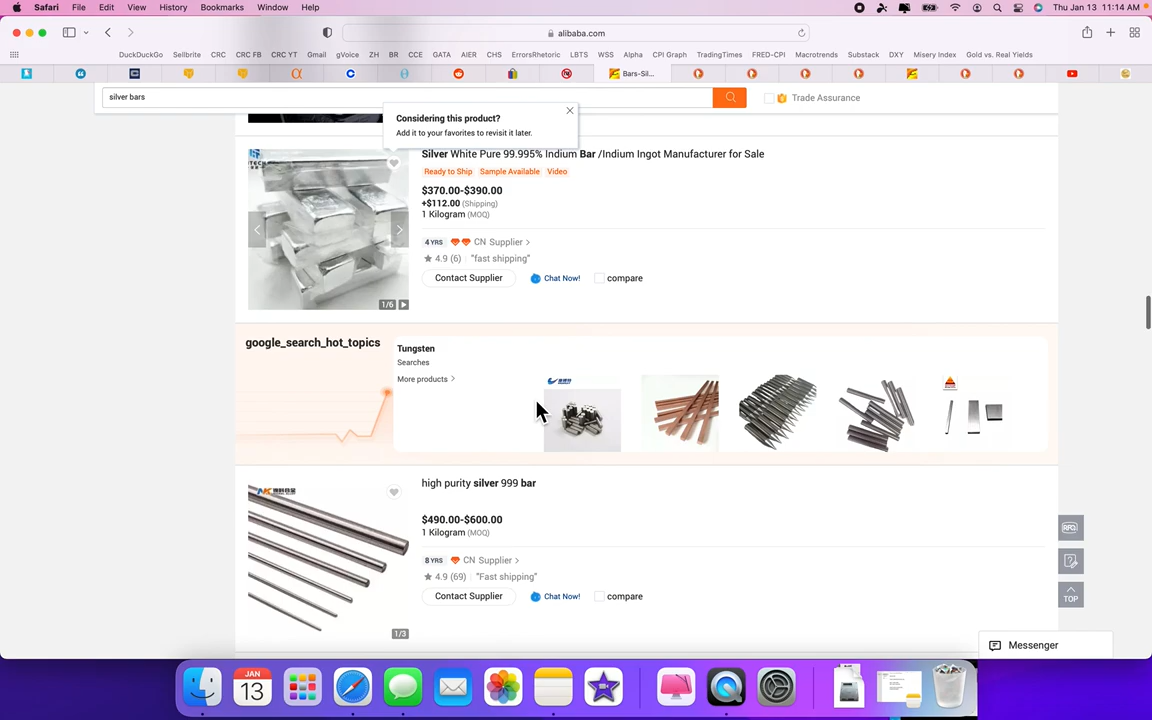 Safari File Edit View History Bookmarks Window Help Thu Jan 13 11:14 AM
alibaba.com
DuckDuckGo Sellbrite CRC CRC FB CRC YT Gmail gVoice ZH BR CCE GATA AIER CHS ErrorsRhetoric LBTS WSS Alpha CPI Graph TradingTimes FRED-CPI Macrotrends Substack DXY Misery Index Gold vs. Real Yields
Bars-Sil...
silver bars
Trade Assurance
Considering this product?
Add it to your favorites to revisit it later.
Silver White Pure 99.995% Indium Bar /Indium Ingot Manufacturer for Sale
Ready to Ship Sample Available Video
$370.00-$390.00
+$112.00 (Shipping)
1 Kilogram (MOQ)
4 YRS CN Supplier >
4.9 (6) "fast shipping"
Contact Supplier Chat Now! compare
1/6
google_search_hot_topics
Tungsten
Searches
More products >
high purity silver 999 bar
$490.00-$600.00
1 Kilogram (MOQ)
8 YRS CN Supplier >
4.9 (69) "Fast shipping"
Contact Supplier Chat Now! compare
1/3
RFQ
TOP
Messenger
JAN
13